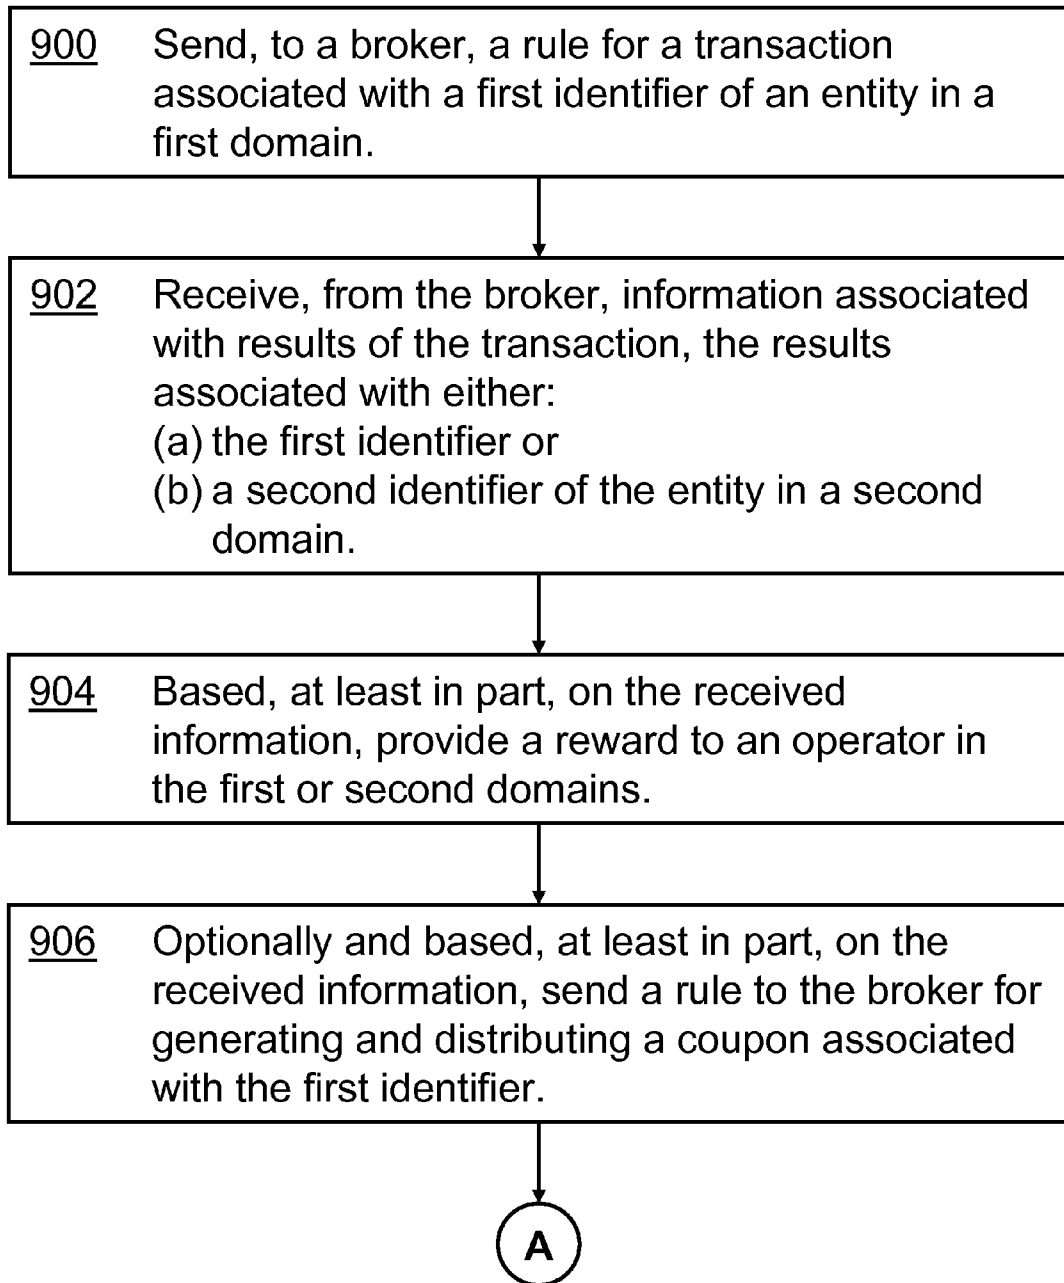 900 Send, to a broker, a rule for a transaction
associated with a first identifier of an entity in a
first domain.
902 Receive, from the broker, information associated
with results of the transaction, the results
associated with either:
(a) the first identifier or
(b) a second identifier of the entity in a second
domain.
904 Based, at least in part, on the received
information, provide a reward to an operator in
the first or second domains.
906 Optionally and based, at least in part, on the
received information, send a rule to the broker for
generating and distributing a coupon associated
with the first identifier.
A